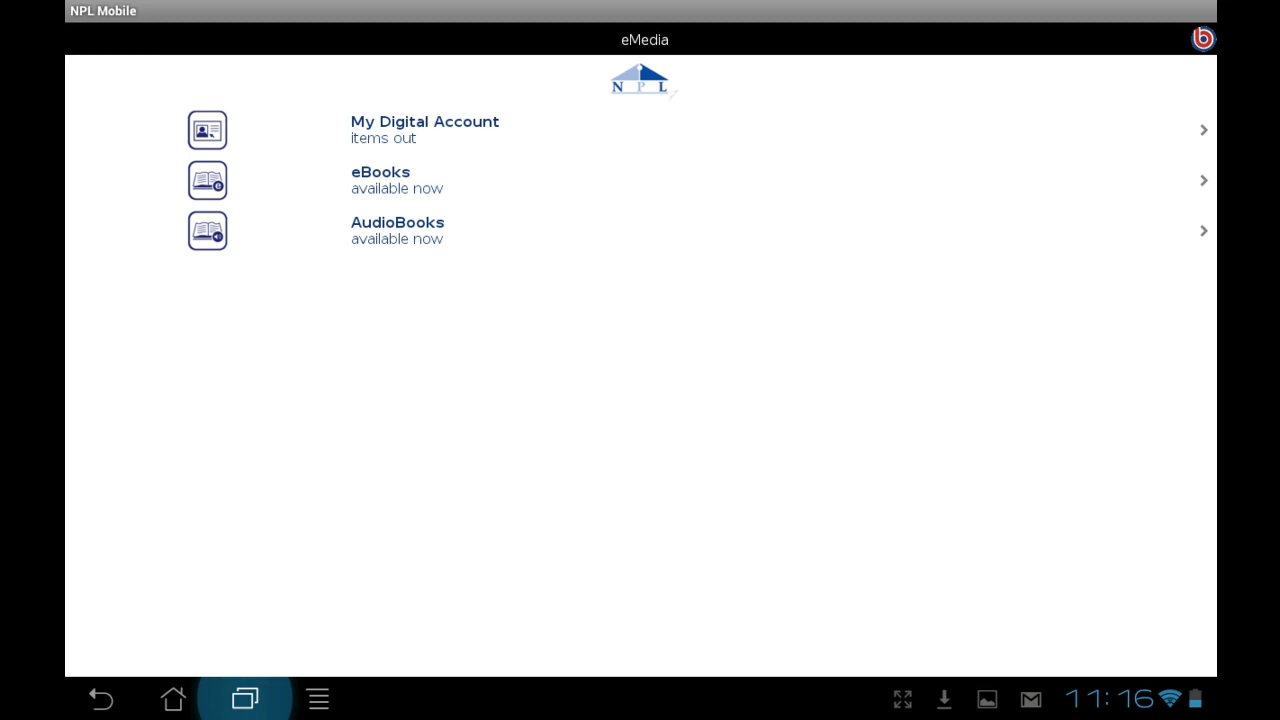 NPL Mobile
eMedia
b
N P L
My Digital Account
items out
eBooks
available now
AudioBooks
available now
11:16